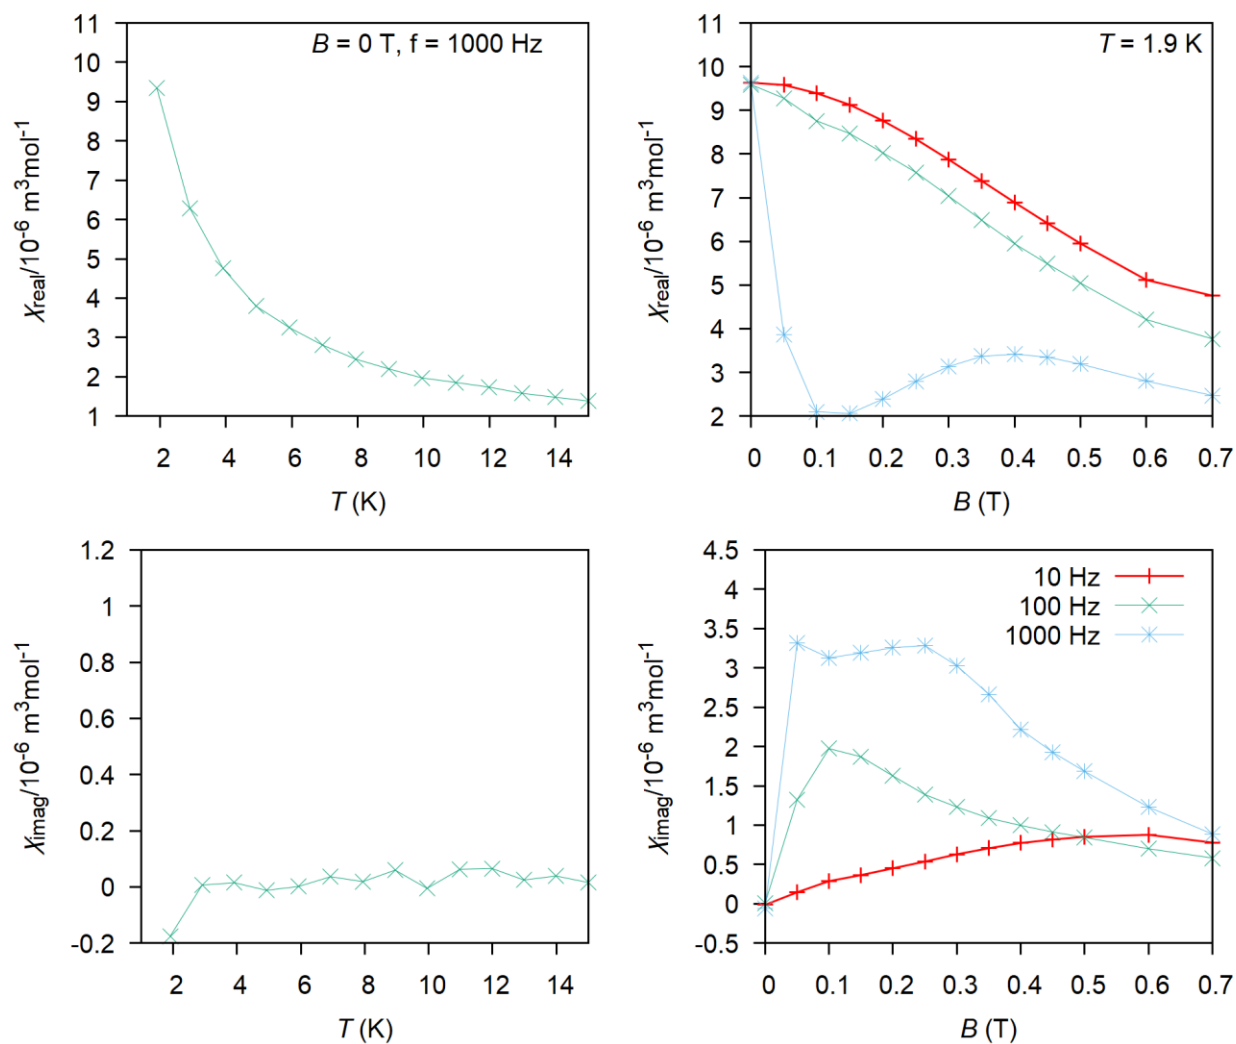 11
10
9
8
7
6
5
4
3
2
1
χreal/10-6 m3mol-1
B = 0 T, f = 1000 Hz
2 4 6 8 10 12 14
T (K)
11
10
9
8
7
6
5
4
3
2
χreal/10-6 m3mol-1
T = 1.9 K
0 0.1 0.2 0.3 0.4 0.5 0.6 0.7
B (T)
1.2
1
0.8
0.6
0.4
0.2
0
-0.2
χimag/10-6 m3mol-1
2 4 6 8 10 12 14
T (K)
4.5
4
3.5
3
2.5
2
1.5
1
0.5
0
-0.5
χimag/10-6 m3mol-1
10 Hz
100 Hz
1000 Hz
0 0.1 0.2 0.3 0.4 0.5 0.6 0.7
B (T)